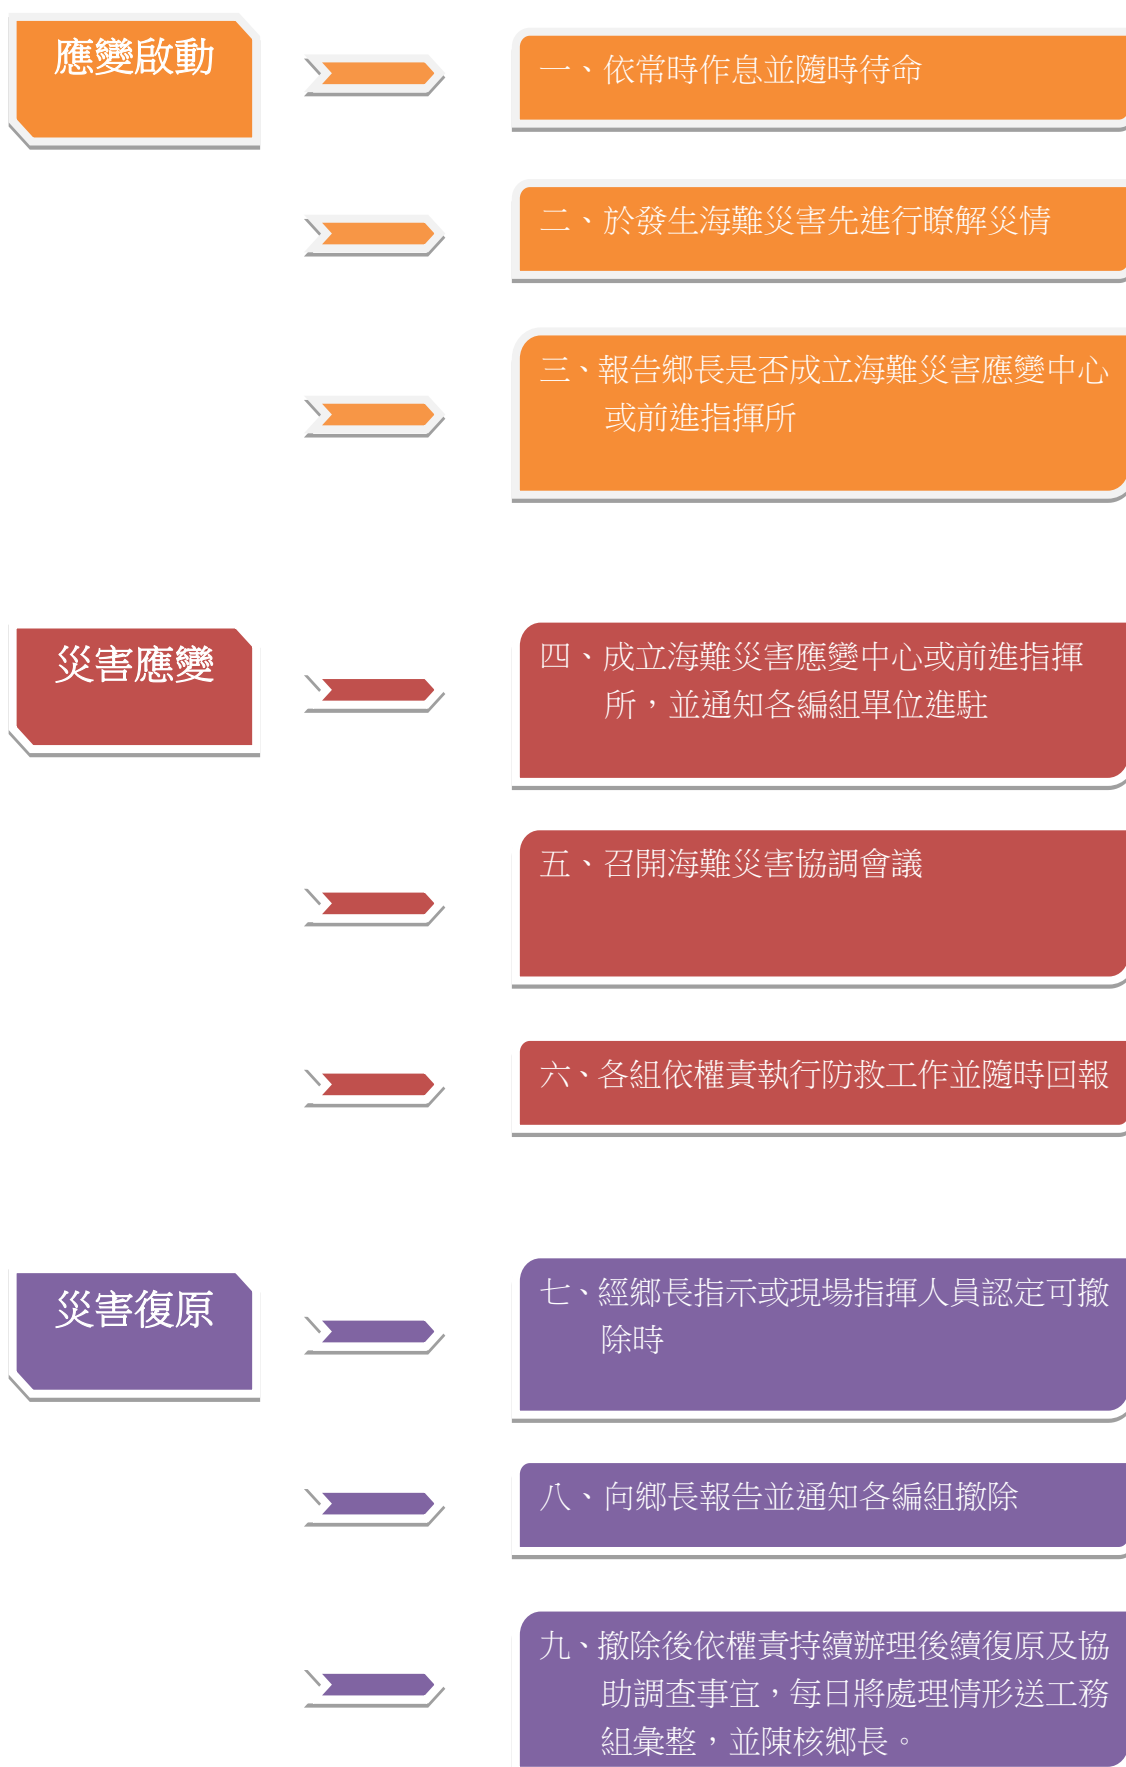 應變啟動
一、依常時作息並隨時待命
二、於發生海難災害先進行瞭解災情
三、報告鄉長是否成立海難災害應變中心
或前進指揮所
災害應變
四、成立海難災害應變中心或前進指揮
所，並通知各編組單位進駐
五、召開海難災害協調會議
六、各組依權責執行防救工作並隨時回報
災害復原
七、經鄉長指示或現場指揮人員認定可撤
除時
八、向鄉長報告並通知各編組撤除
九、撤除後依權責持續辦理後續復原及協
助調查事宜，每日將處理情形送工務
組彙整，並陳核鄉長。